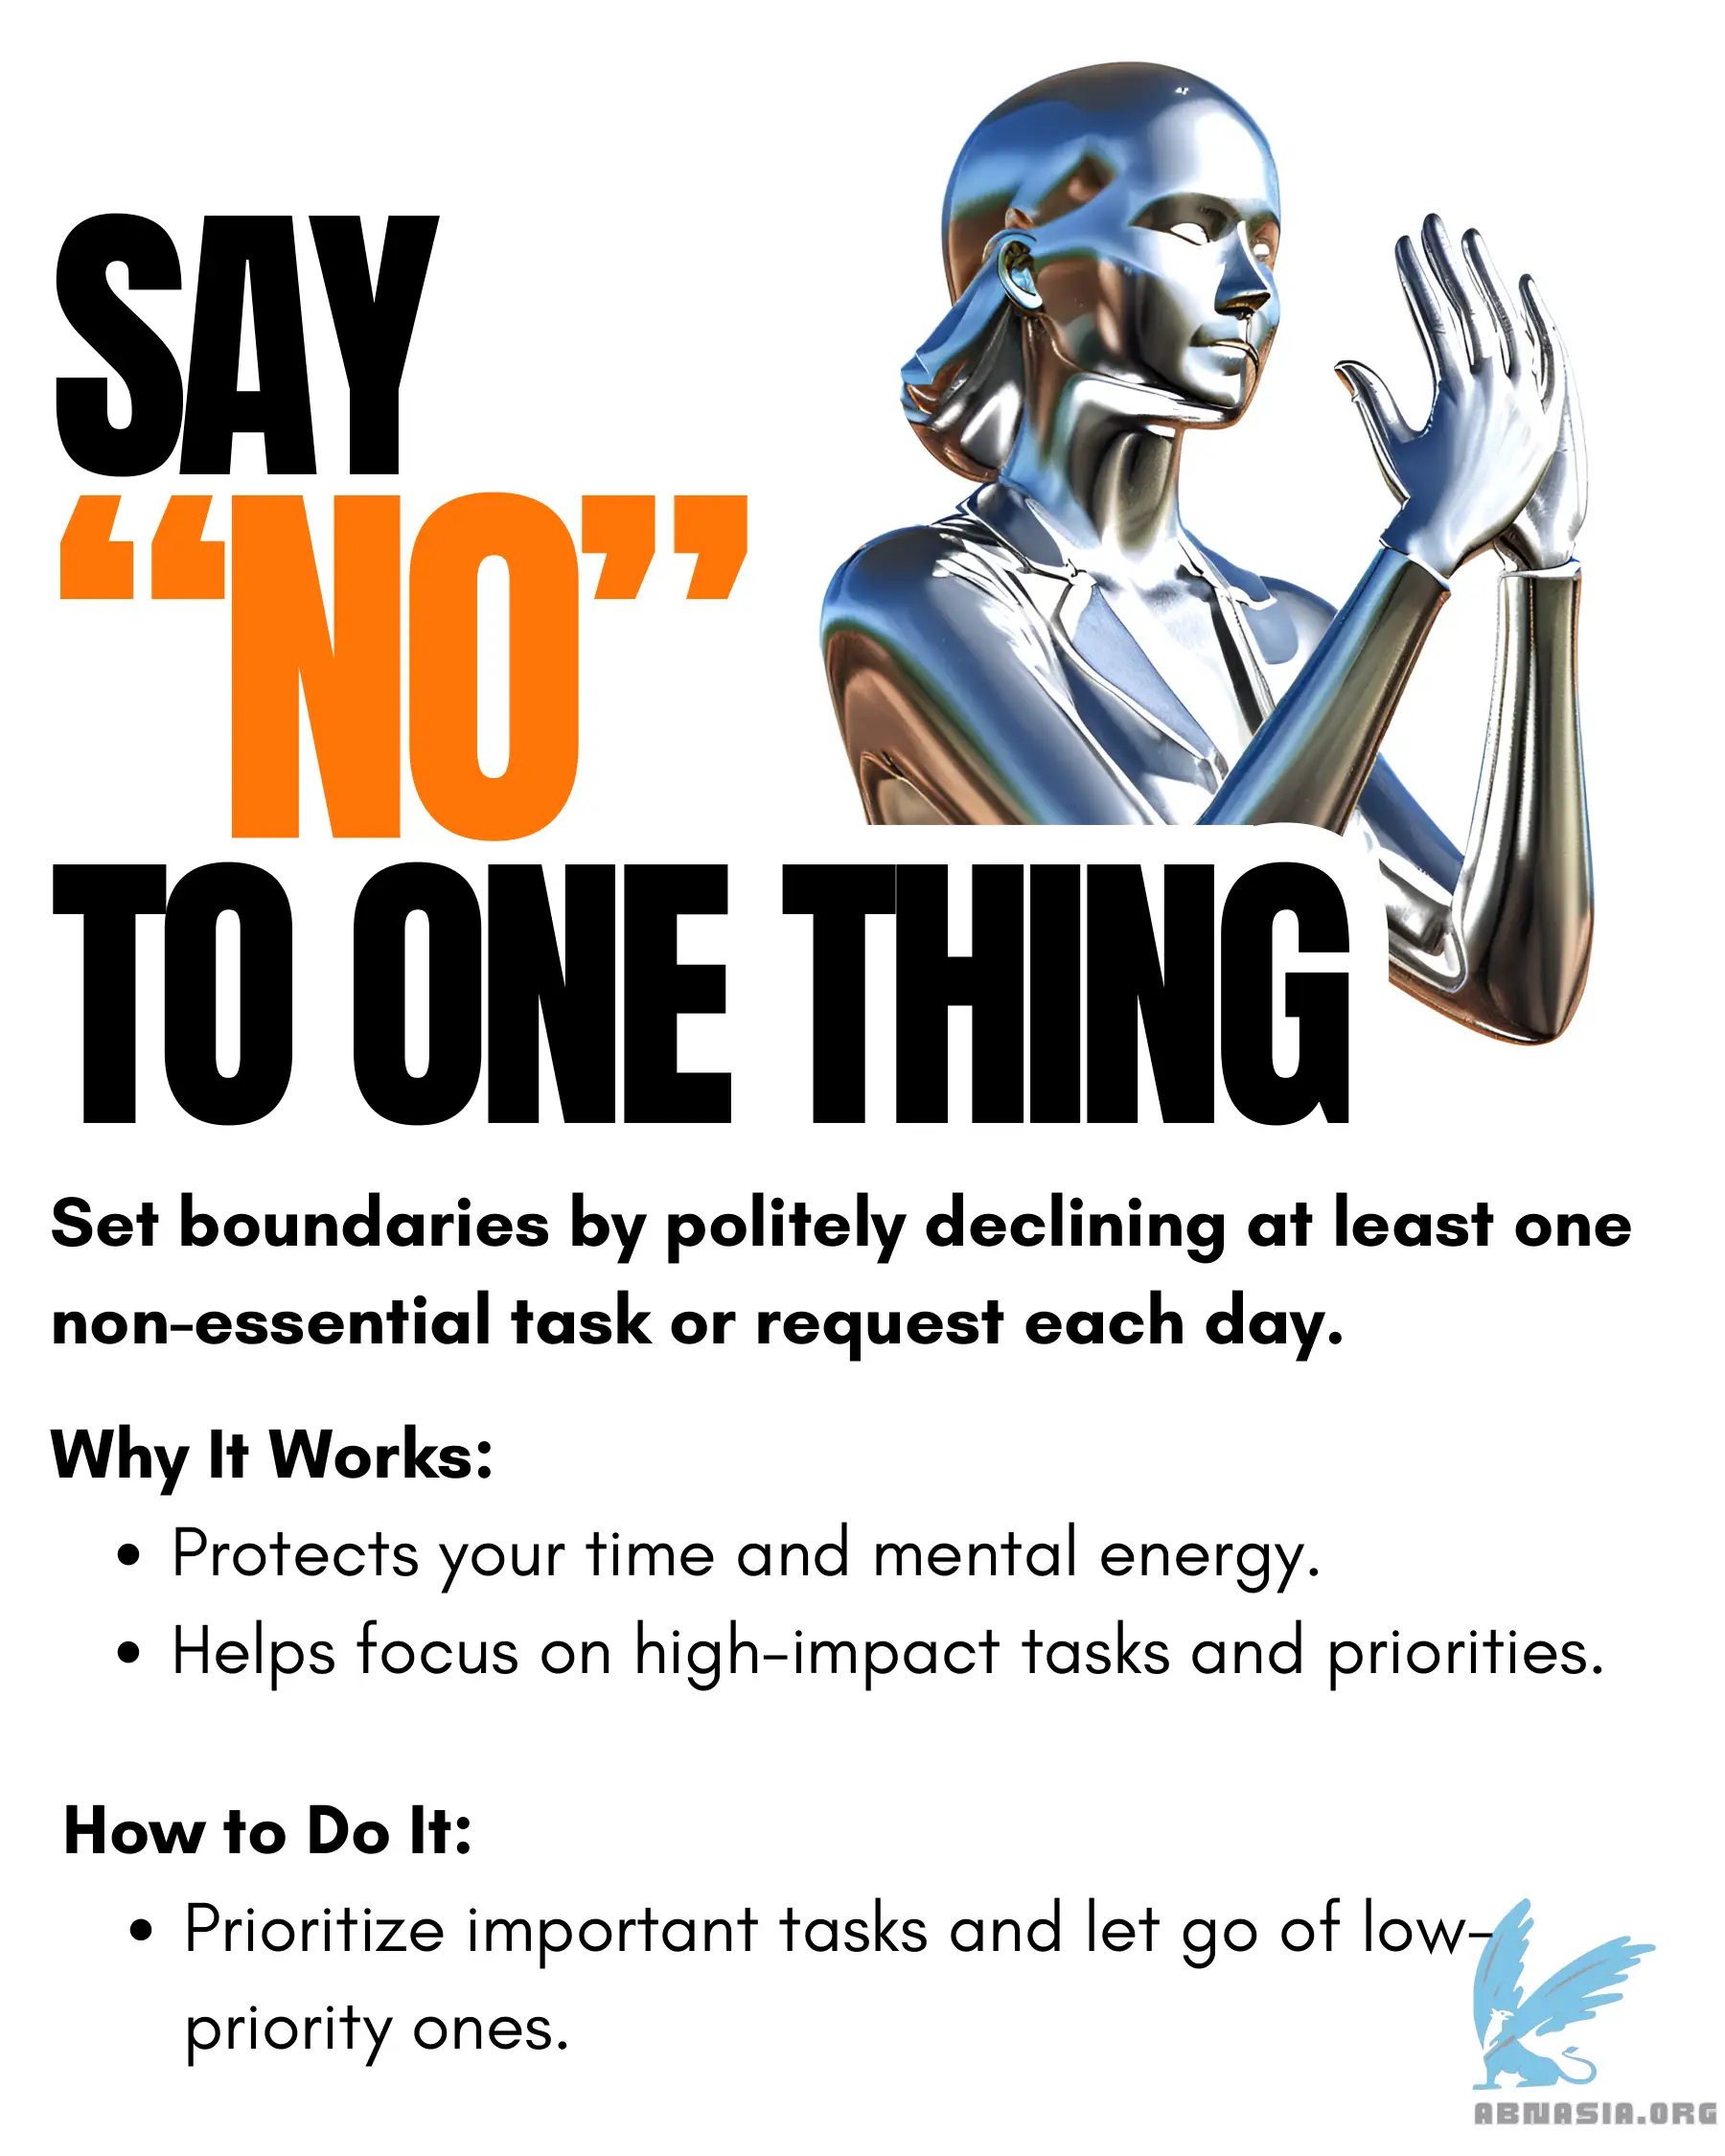 SAY
“NO”
TO ONE THING
Set boundaries by politely declining at least one
non-essential task or request each day.
Why It Works:
• Protects your time and mental energy.
• Helps focus on high-impact tasks and priorities.
How to Do It:
• Prioritize important tasks and let go of low-
priority ones.
ABNASIA.ORG